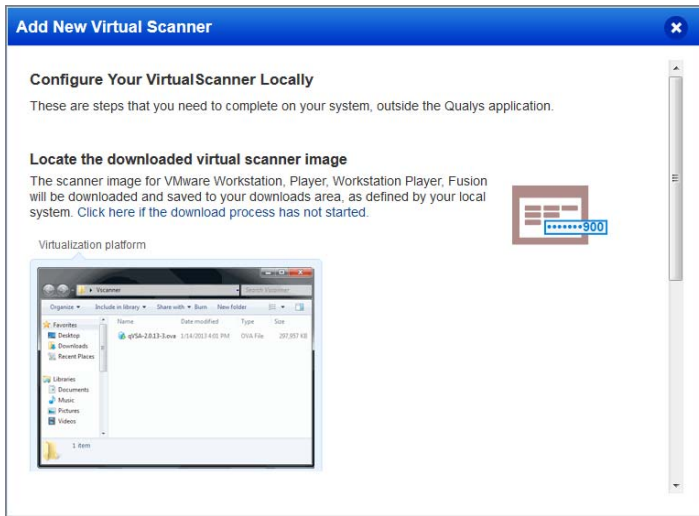 Add New Virtual Scanner
Configure Your VirtualScanner Locally
These are steps that you need to complete on your system, outside the Qualys application.
Locate the downloaded virtual scanner image
The scanner image for VMware Workstation, Player, Workstation Player, Fusion
will be downloaded and saved to your downloads area, as defined by your local
system. Click here if the download process has not started.
•••••••900
Virtualization platform
Vscanner
Search Vscanner
Organize Include in library Share with Burn New folder
Favorites
Desktop
Downloads
Recent Places
Libraries
Documents
Music
Pictures
Videos
Name Date modified Type Size
qVSA-2.0.13-3.ova 1/14/2013 4:01 PM OVA File 297,857 KB
1 item